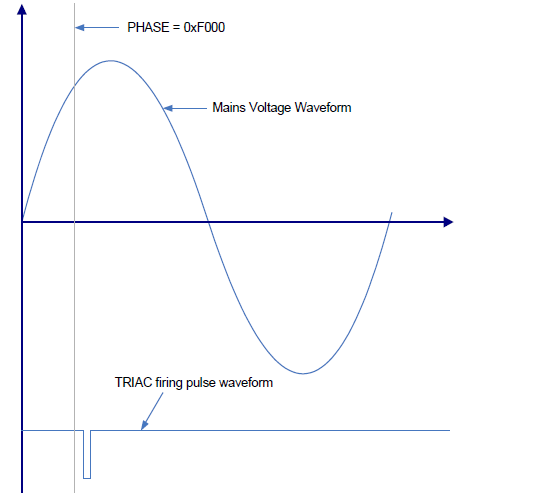 PHASE = 0xF000
Mains Voltage Waveform
TRIAC firing pulse waveform